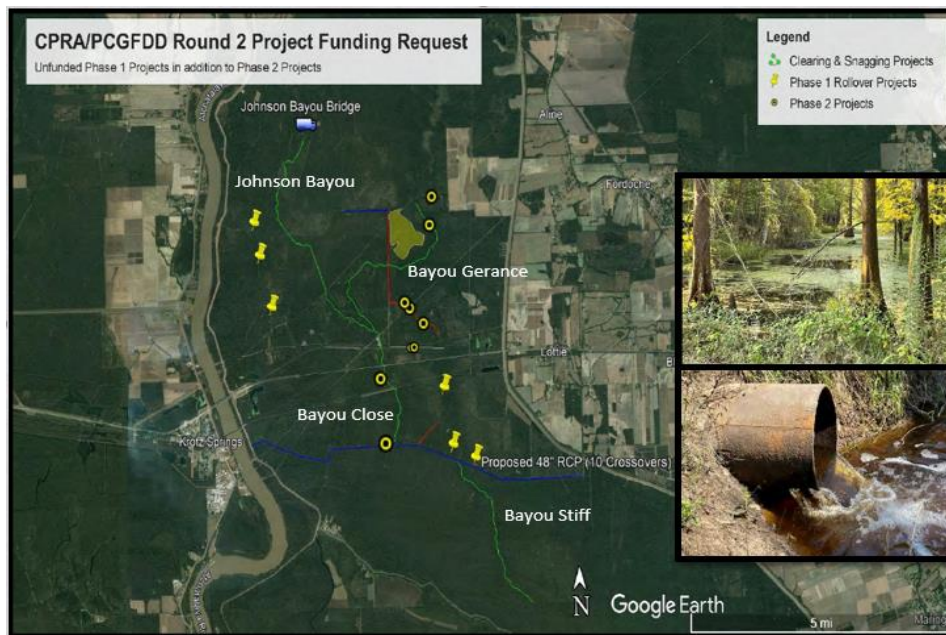 CPRA/PCGFDD Round 2 Project Funding Request
Unfunded Phase 1 Projects in addition to Phase 2 Projects
Legend
Clearing & Snagging Projects
Phase 1 Rollover Projects
Phase 2 Projects
Johnson Bayou Bridge
Aline
Johnson Bayou
Fordoche
Bayou Gerance
Lottie
Bayou Close
Krotz Springs
Proposed 48" RCP (10 Crossovers)
Bayou Stiff
N
Google Earth
5 mi